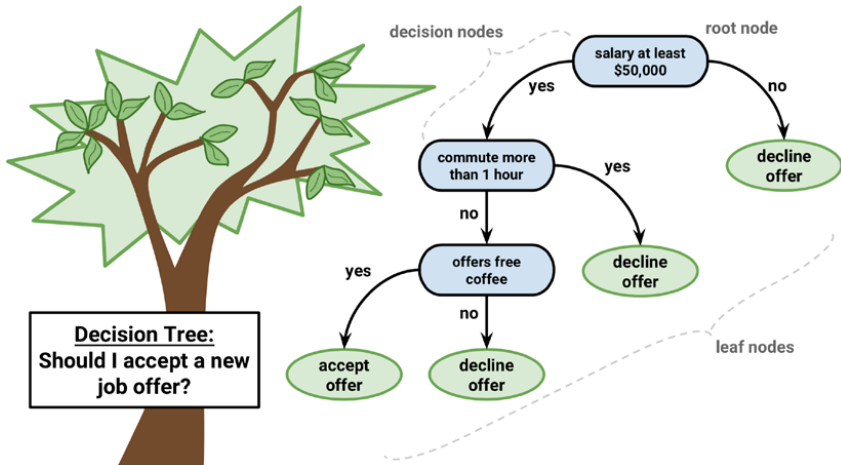 decision nodes
root node
salary at least
$50,000
yes
no
commute more
than 1 hour
yes
decline
offer
no
offers free
coffee
decline
offer
yes
no
Decision Tree:
Should I accept a new
job offer?
accept
offer
decline
offer
leaf nodes